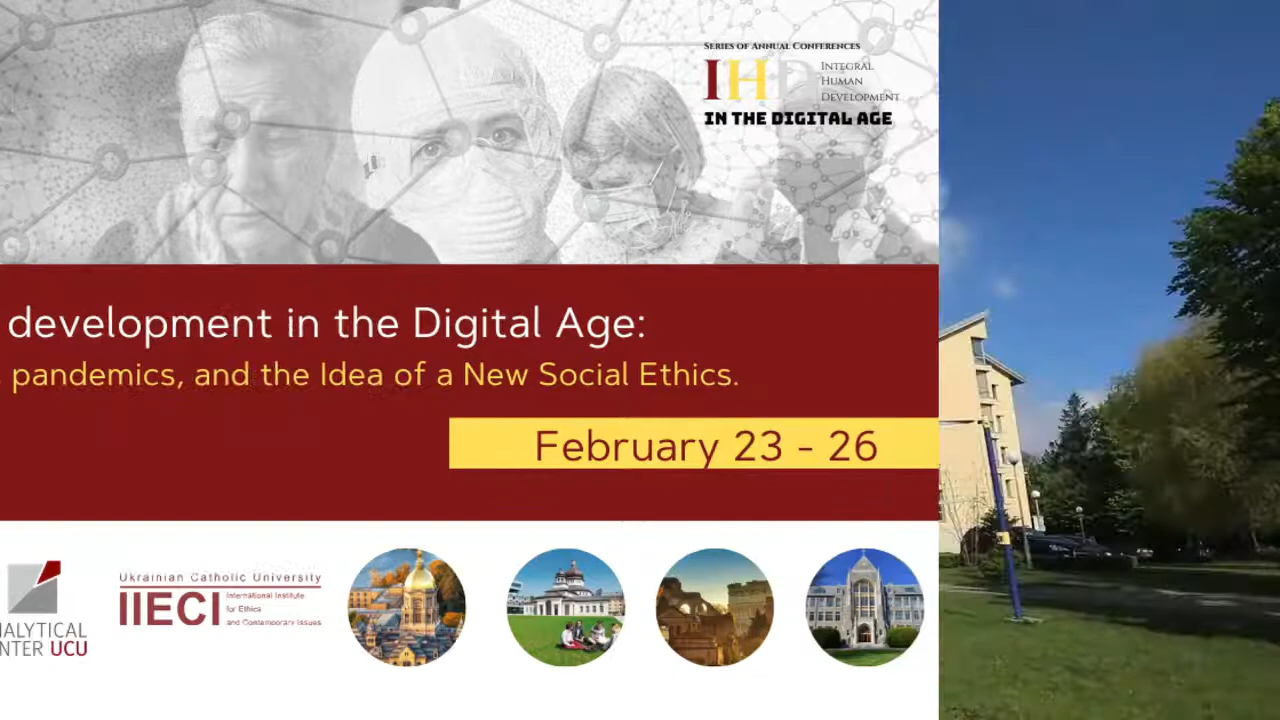 SERIES OF ANNUAL CONFERENCES
IHD
INTEGRAL
HUMAN
DEVELOPMENT
IN THE DIGITAL AGE
development in the Digital Age:
pandemics, and the Idea of a New Social Ethics.
February 23 - 26
ALYTICAL
NTER UCU
Ukrainian Catholic University
IIECI
International Institute
for Ethics
and Contemporary Issues